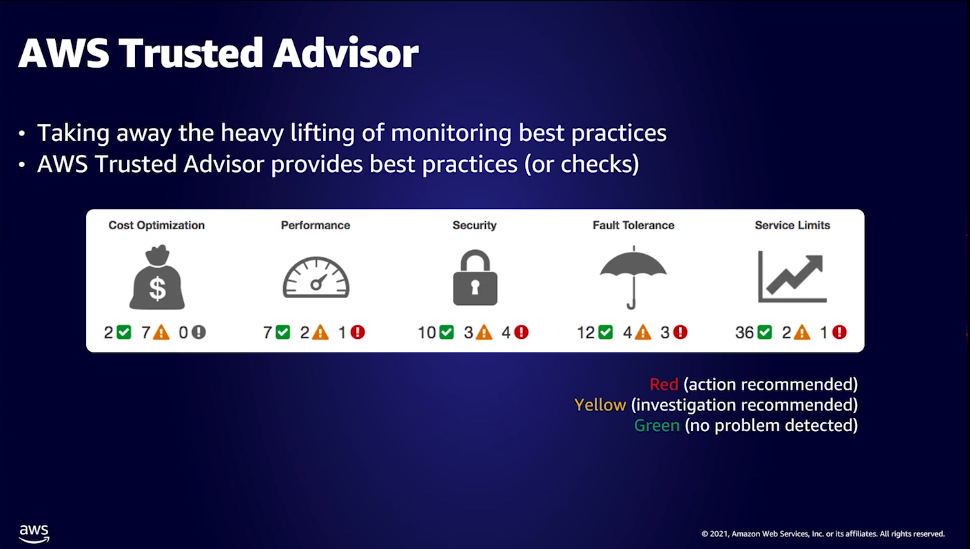 AWS Trusted Advisor
• Taking away the heavy lifting of monitoring best practices
• AWS Trusted Advisor provides best practices (or checks)
Cost Optimization Performance Security Fault Tolerance Service Limits
$
2 7 0 7 2 1 10 3 4 12 4 3 36 2 1
Red (action recommended)
Yellow (investigation recommended)
Green (no problem detected)
aws
© 2021, Amazon Web Services, Inc. or its affiliates. All rights reserved.